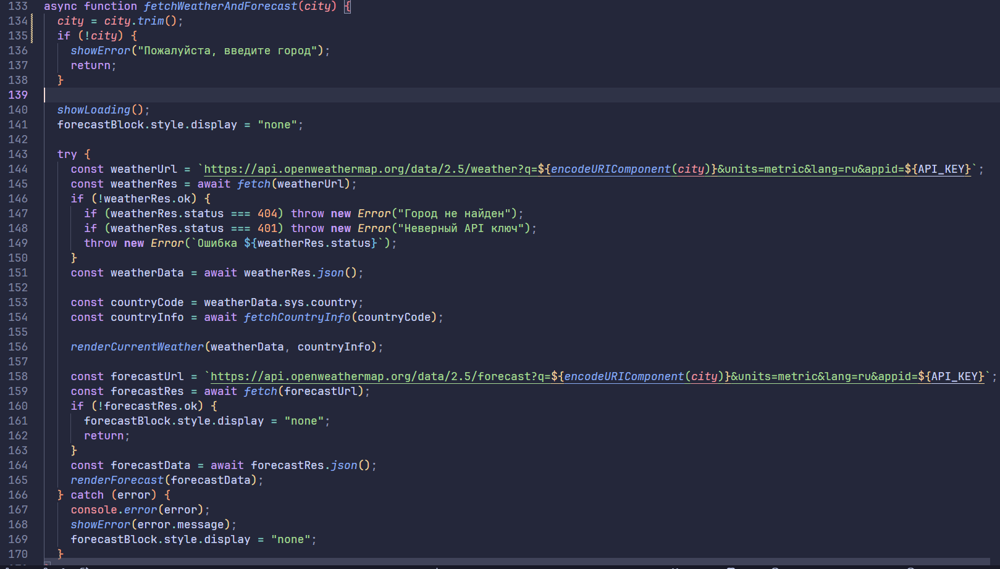 133 async function fetchWeatherAndForecast(city) {
134   city = city.trim();
135   if (!city) {
136     showError("Пожалуйста, введите город");
137     return;
138   }
139
140   showLoading();
141   forecastBlock.style.display = "none";
142
143   try {
144     const weatherUrl = `https://api.openweathermap.org/data/2.5/weather?q=${encodeURIComponent(city)}&units=metric&lang=ru&appid=${API_KEY}`;
145     const weatherRes = await fetch(weatherUrl);
146     if (!weatherRes.ok) {
147       if (weatherRes.status === 404) throw new Error("Город не найден");
148       if (weatherRes.status === 401) throw new Error("Неверный API ключ");
149       throw new Error(`Ошибка ${weatherRes.status}`);
150     }
151     const weatherData = await weatherRes.json();
152
153     const countryCode = weatherData.sys.country;
154     const countryInfo = await fetchCountryInfo(countryCode);
155
156     renderCurrentWeather(weatherData, countryInfo);
157
158     const forecastUrl = `https://api.openweathermap.org/data/2.5/forecast?q=${encodeURIComponent(city)}&units=metric&lang=ru&appid=${API_KEY}`;
159     const forecastRes = await fetch(forecastUrl);
160     if (!forecastRes.ok) {
161       forecastBlock.style.display = "none";
162       return;
163     }
164     const forecastData = await forecastRes.json();
165     renderForecast(forecastData);
166   } catch (error) {
167     console.error(error);
168     showError(error.message);
169     forecastBlock.style.display = "none";
170   }